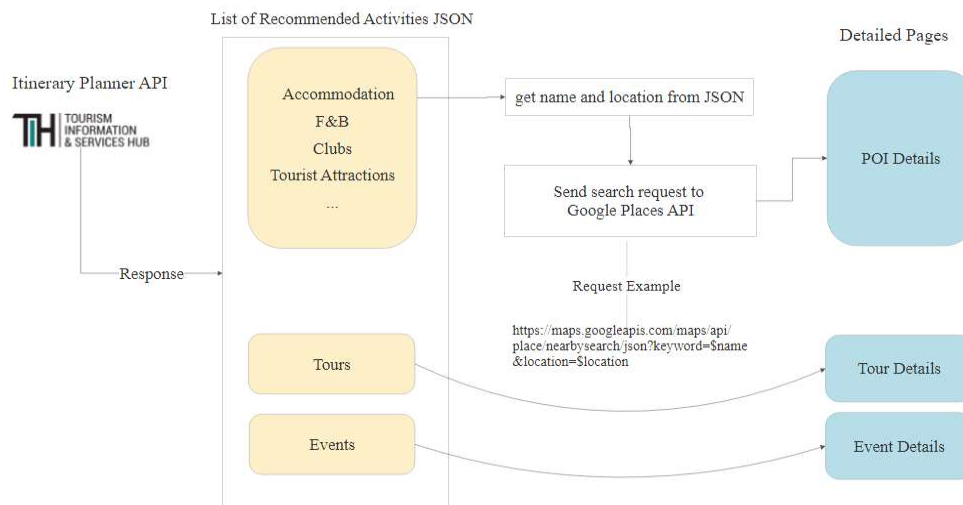 List of Recommended Activities JSON
Detailed Pages
Itinerary Planner API
TIH TOURISM
INFORMATION
& SERVICES HUB
Accommodation
F&B
Clubs
Tourist Attractions
...
get name and location from JSON
POI Details
Send search request to
Google Places API
Response
Request Example
https://maps.googleapis.com/maps/api/
place/nearbysearch/json?keyword=$name
&location=$location
Tours
Tour Details
Events
Event Details